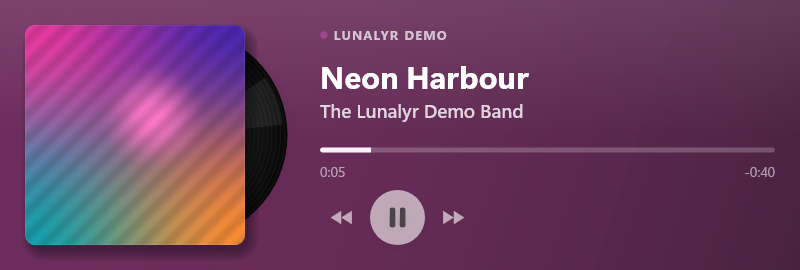 LUNALYR DEMO
Neon Harbour
The Lunalyr Demo Band
0:05
-0:40